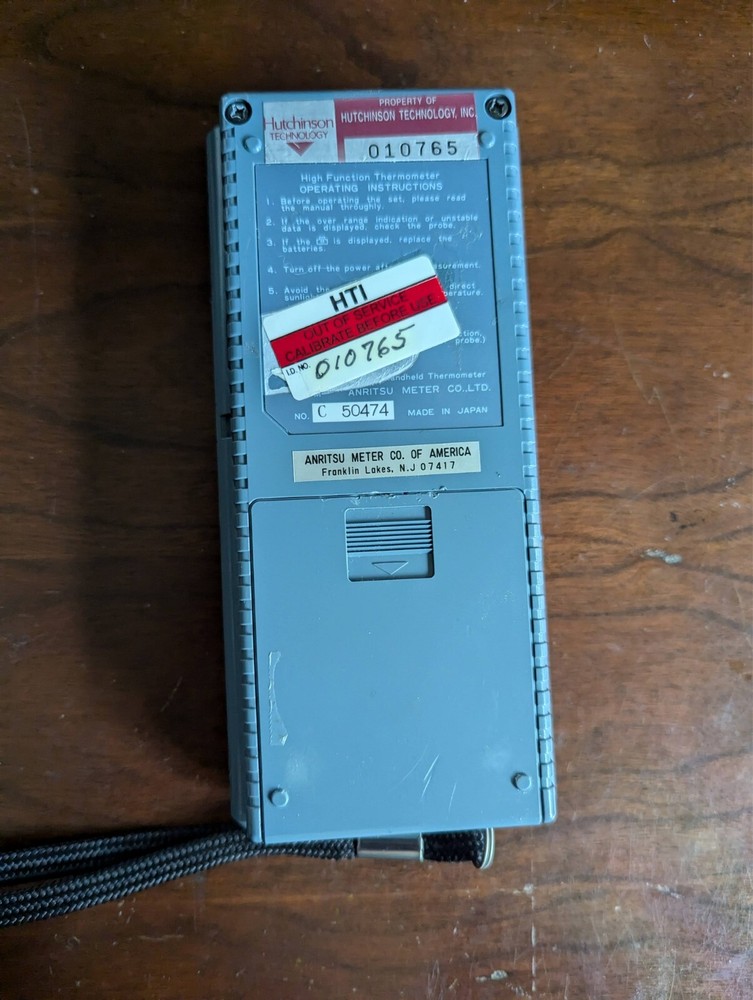 Hutchinson
TECHNOLOGY
PROPERTY OF
HUTCHINSON TECHNOLOGY, INC.
010765
High Function Thermometer
OPERATING INSTRUCTIONS
1. Before operating the set, please read
the manual throughly.
2. If the over range indication or unstable
data is displayed, check the probe.
3. If the is displayed, replace the
batteries.
4. Turn off the power
5. Avoid direct
HTI
OUT OF SERVICE
CALIBRATE BEFORE USE
I.D. NO. 010765
probe.)
Thermometer
ANRITSU METER CO.,LTD.
NO. C 50474 MADE IN JAPAN
ANRITSU METER CO. OF AMERICA
Franklin Lakes, N.J 07417